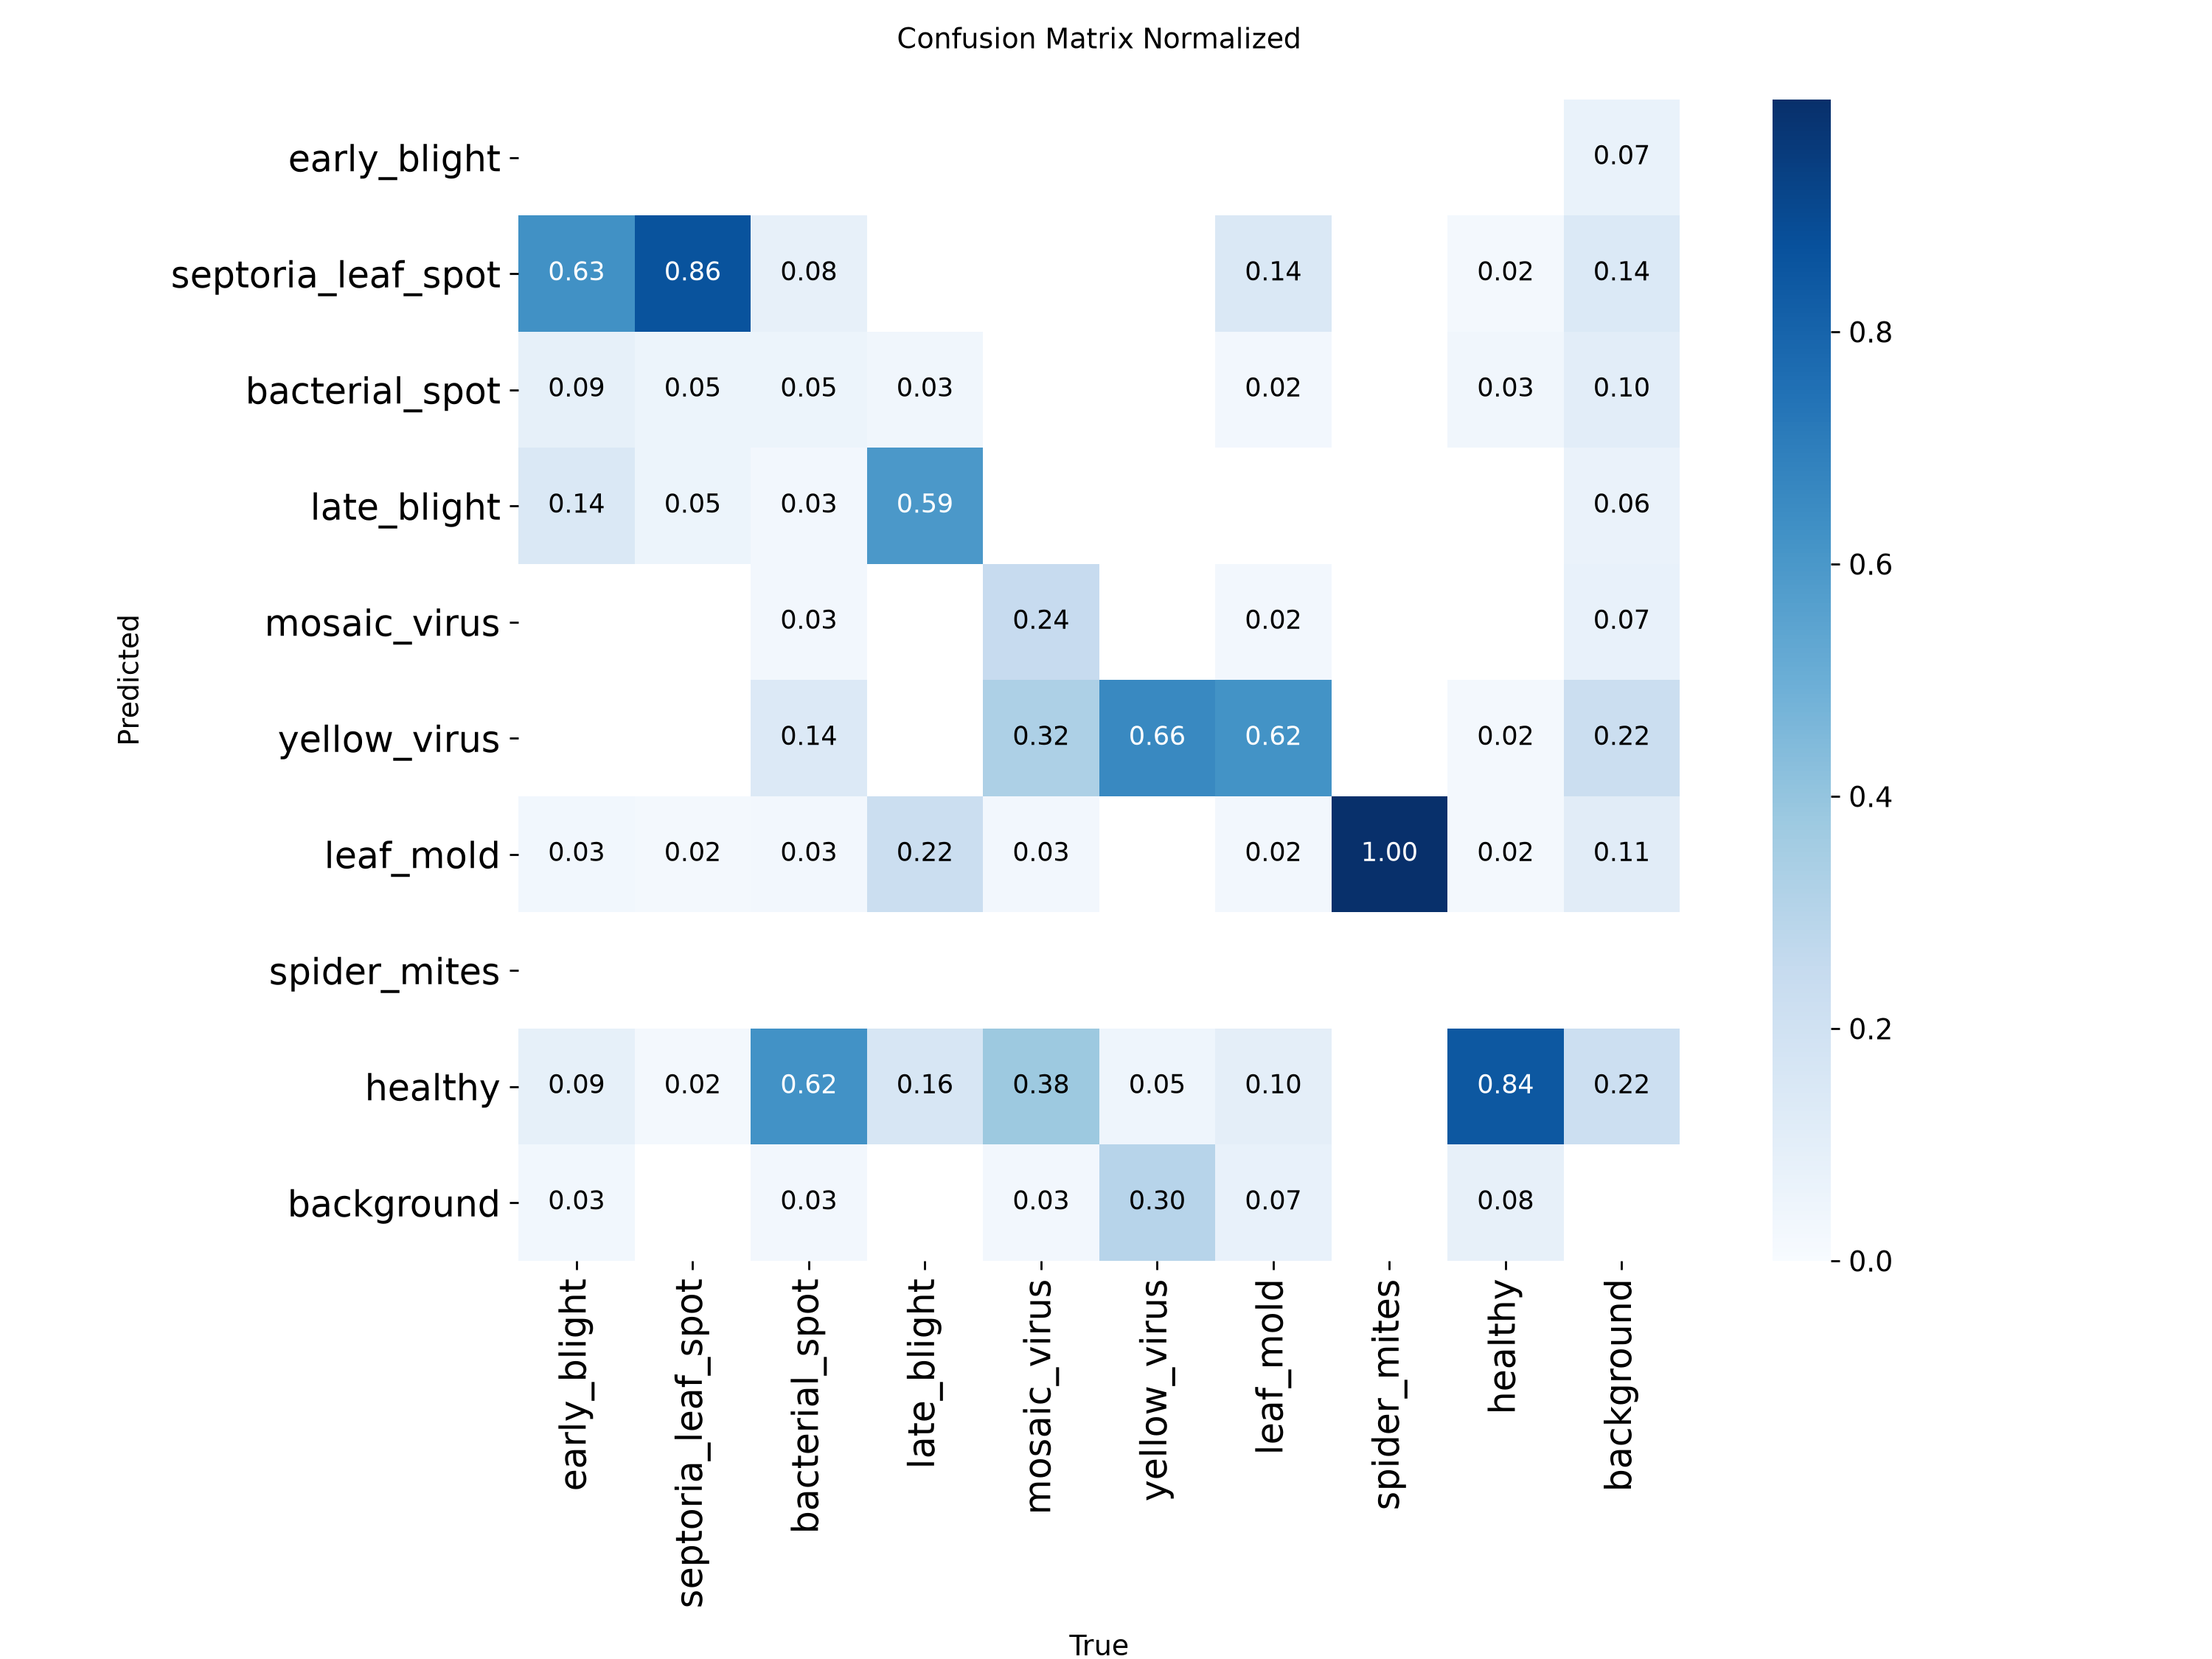 Confusion Matrix Normalized
early_blight 0.07
septoria_leaf_spot 0.63 0.86 0.08 0.14 0.02 0.14
0.8
bacterial_spot 0.09 0.05 0.05 0.03 0.02 0.03 0.10
late_blight 0.14 0.05 0.03 0.59 0.06
0.6
mosaic_virus 0.03 0.24 0.02 0.07
Predicted
yellow_virus 0.14 0.32 0.66 0.62 0.02 0.22
0.4
leaf_mold 0.03 0.02 0.03 0.22 0.03 0.02 1.00 0.02 0.11
spider_mites
0.2
healthy 0.09 0.02 0.62 0.16 0.38 0.05 0.10 0.84 0.22
background 0.03 0.03 0.03 0.30 0.07 0.08
0.0
early_blight
septoria_leaf_spot
bacterial_spot
late_blight
mosaic_virus
yellow_virus
leaf_mold
spider_mites
healthy
background
True